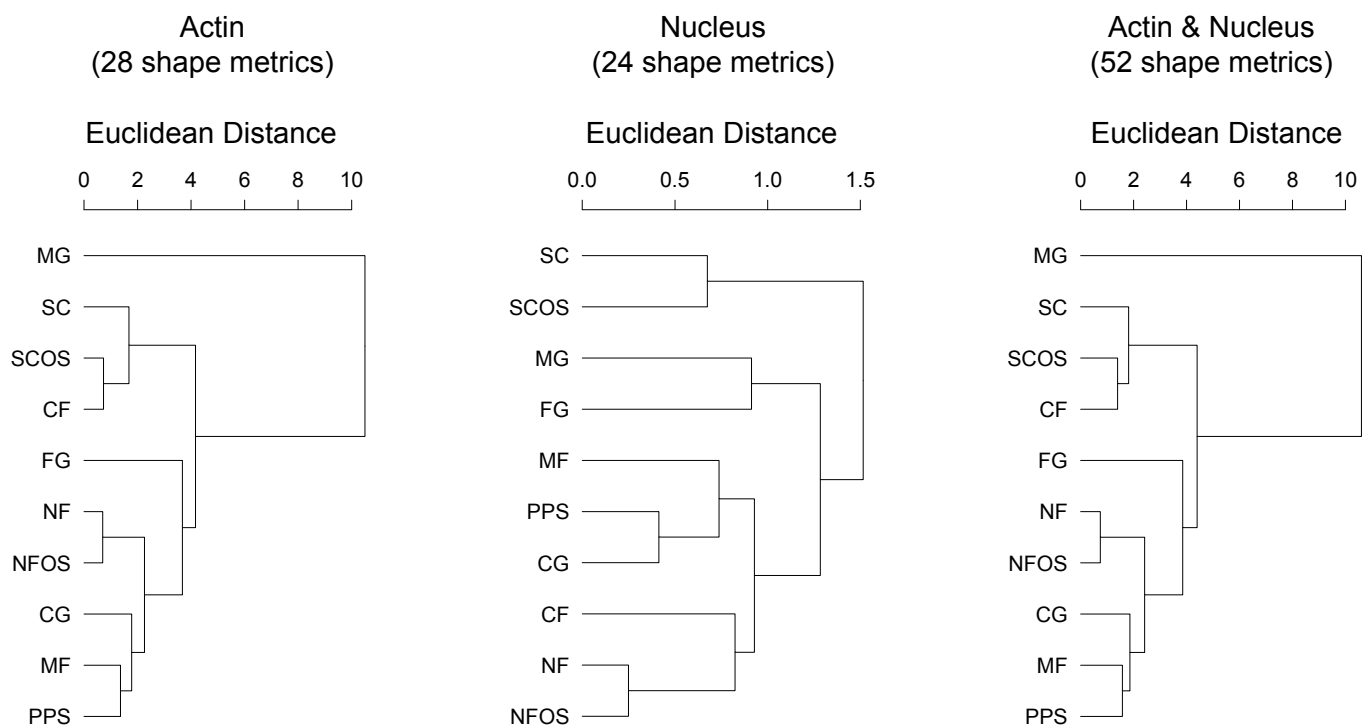 Actin
(28 shape metrics)
Euclidean Distance
0 2 4 6 8 10
MG
SC
SCOS
CF
FG
NF
NFOS
CG
MF
PPS
Nucleus
(24 shape metrics)
Euclidean Distance
0.0 0.5 1.0 1.5
SC
SCOS
MG
FG
MF
PPS
CG
CF
NF
NFOS
Actin & Nucleus
(52 shape metrics)
Euclidean Distance
0 2 4 6 8 10
MG
SC
SCOS
CF
FG
NF
NFOS
CG
MF
PPS